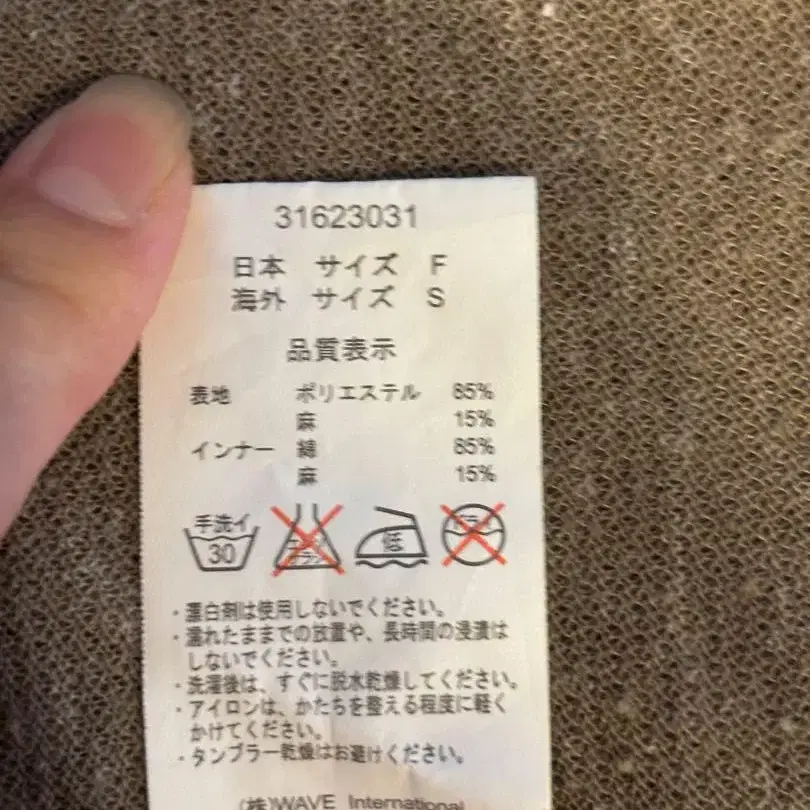 31623031
日本 サイズ F
海外 サイズ S
品質表示
表地 ポリエステル 85%
麻 15%
インナー 綿 85%
麻 15%
手洗イ
30
低
・漂白剤は使用しないでください。
・濡れたままでの放置や、長時間の浸漬は
しないでください。
・洗濯後は、すぐに脱水乾燥してください。
・アイロンは、かたちを整える程度に軽く
かけてください。
・タンブラー乾燥はお避けください。
(株)WAVE International